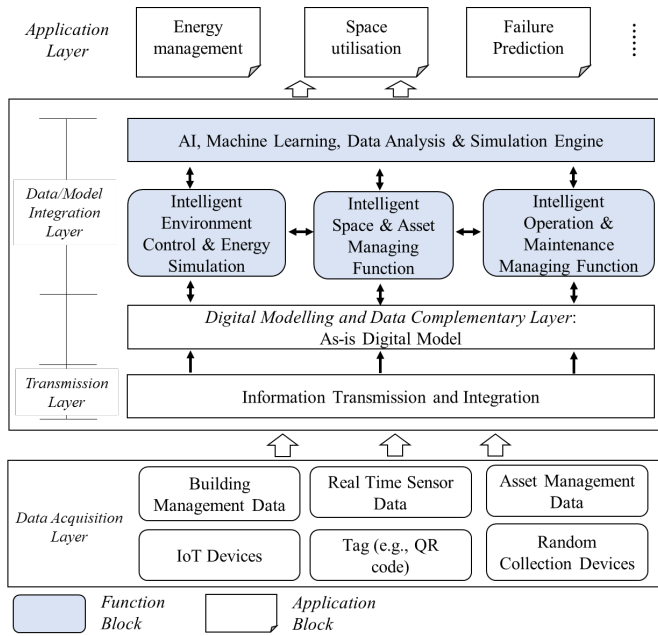 Application
Layer
Energy
management
Space
utilisation
Failure
Prediction
AI, Machine Learning, Data Analysis & Simulation Engine
Data/Model
Integration
Layer
Intelligent
Environment
Control & Energy
Simulation
Intelligent
Space & Asset
Managing
Function
Intelligent
Operation &
Maintenance
Managing Function
Digital Modelling and Data Complementary Layer:
As-is Digital Model
Transmission
Layer
Information Transmission and Integration
Data Acquisition
Layer
Building
Management Data
Real Time Sensor
Data
Asset Management
Data
IoT Devices
Tag (e.g., QR
code)
Random
Collection Devices
Function
Block
Application
Block